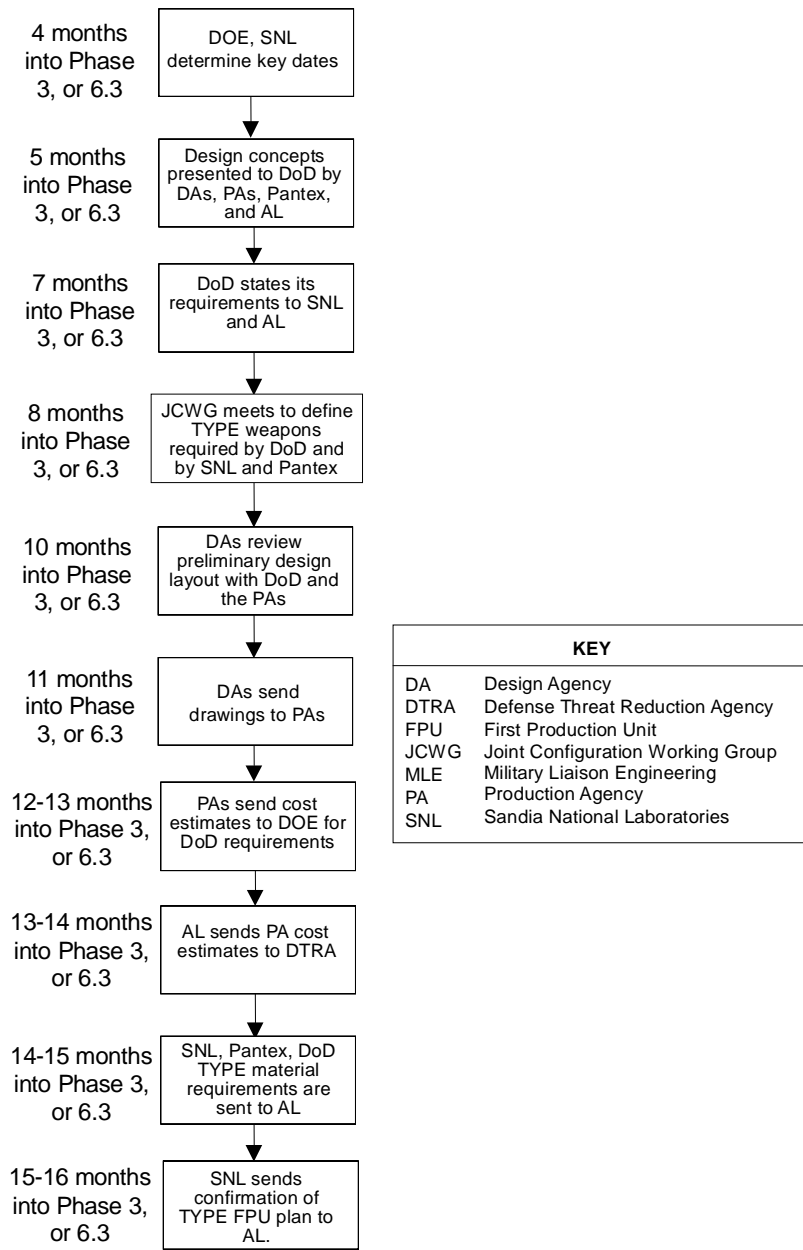 4 months
into Phase
3, or 6.3
DOE, SNL
determine key dates
5 months
into Phase
3, or 6.3
Design concepts
presented to DoD by
DAs, PAs, Pantex,
and AL
7 months
into Phase
3, or 6.3
DoD states its
requirements to SNL
and AL
8 months
into Phase
3, or 6.3
JCWG meets to define
TYPE weapons
required by DoD and
by SNL and Pantex
10 months
into Phase
3, or 6.3
DAs review
preliminary design
layout with DoD and
the PAs
11 months
into Phase
3, or 6.3
DAs send
drawings to PAs
12-13 months
into Phase 3,
or 6.3
PAs send cost
estimates to DOE for
DoD requirements
13-14 months
into Phase 3,
or 6.3
AL sends PA cost
estimates to DTRA
14-15 months
into Phase 3,
or 6.3
SNL, Pantex, DoD
TYPE material
requirements are
sent to AL
15-16 months
into Phase 3,
or 6.3
SNL sends
confirmation of
TYPE FPU plan to
AL.
KEY
DA Design Agency
DTRA Defense Threat Reduction Agency
FPU First Production Unit
JCWG Joint Configuration Working Group
MLE Military Liaison Engineering
PA Production Agency
SNL Sandia National Laboratories